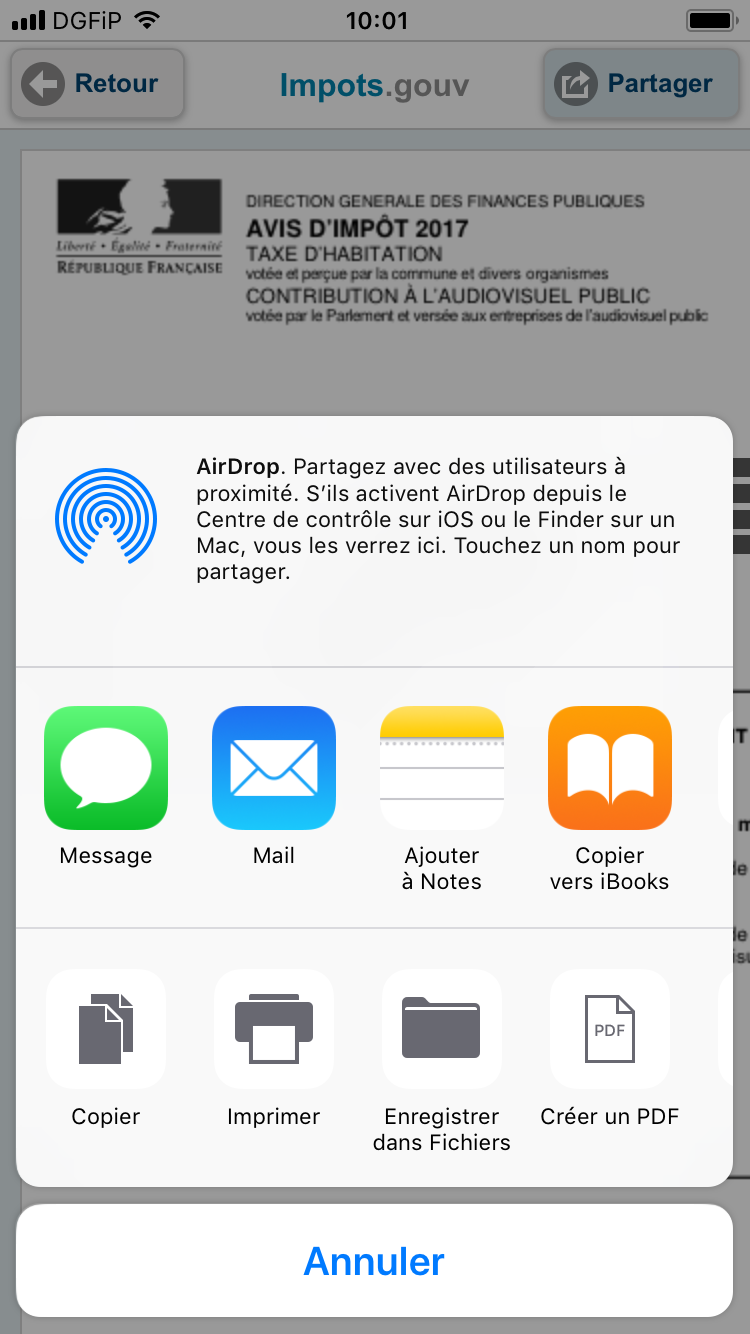 DGFiP
10:01
Retour
Impots.gouv
Partager
Liberté • Égalité • Fraternité
RÉPUBLIQUE FRANÇAISE
DIRECTION GENERALE DES FINANCES PUBLIQUES
AVIS D'IMPÔT 2017
TAXE D'HABITATION
votée et perçue par la commune et divers organismes
CONTRIBUTION À L'AUDIOVISUEL PUBLIC
votée par le Parlement et versée aux entreprises de l'audiovisuel public
AirDrop. Partagez avec des utilisateurs à
proximité. S’ils activent AirDrop depuis le
Centre de contrôle sur iOS ou le Finder sur un
Mac, vous les verrez ici. Touchez un nom pour
partager.
Message
Mail
Ajouter
à Notes
Copier
vers iBooks
PDF
Copier
Imprimer
Enregistrer
dans Fichiers
Créer un PDF
Annuler